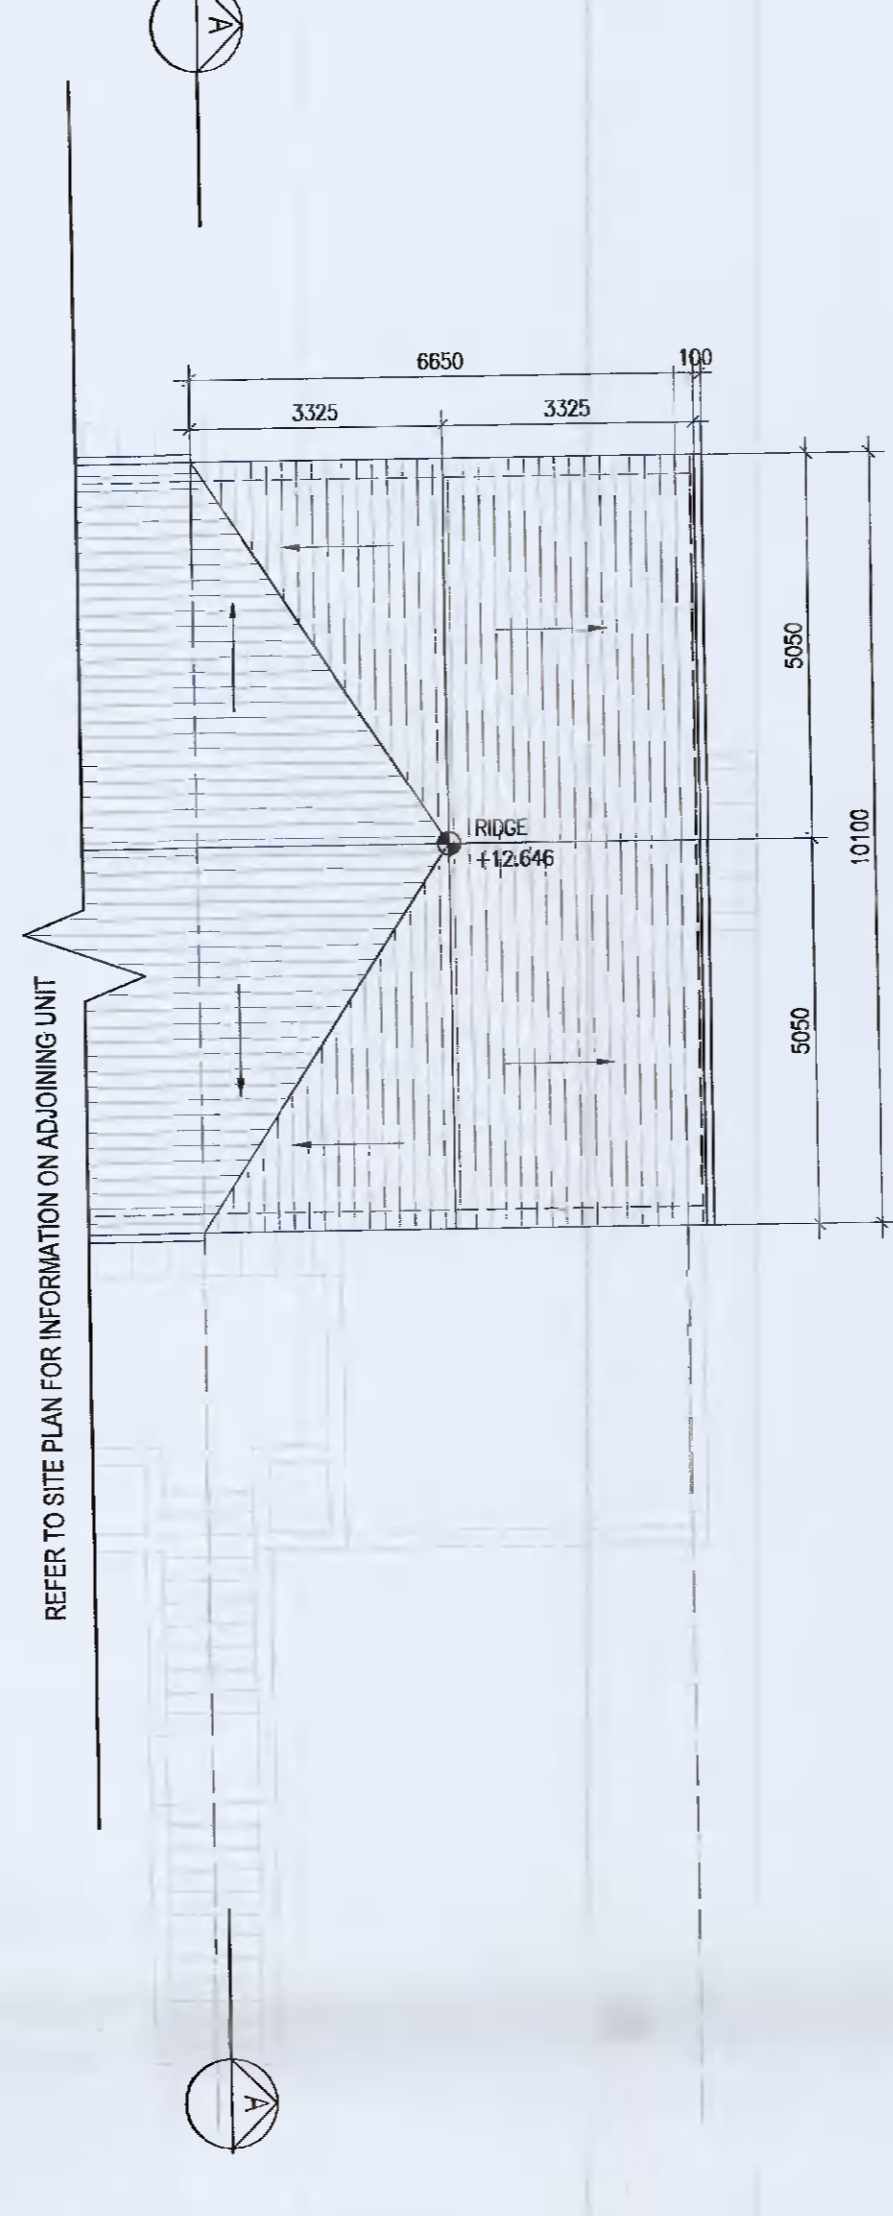 A
6650
100
3325
3325
5050
RIDGE
+12.646
10100
5050
REFER TO SITE PLAN FOR INFORMATION ON ADJOINING UNIT
A